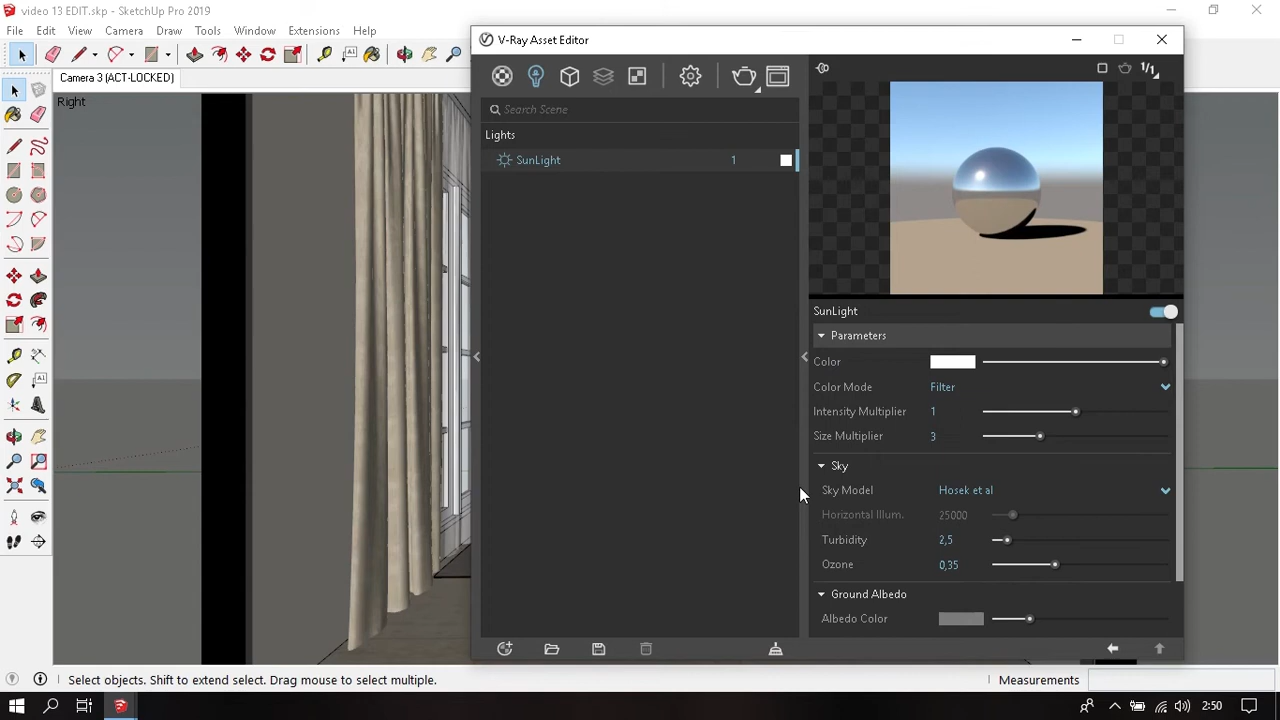 video 13 EDIT.skp - SketchUp Pro 2019
File Edit View Camera Draw Tools Window Extensions Help
Camera 3 (ACT-LOCKED)
Right
V-Ray Asset Editor
Search Scene
Lights
SunLight 1
1/1
SunLight
Parameters
Color
Color Mode Filter
Intensity Multiplier 1
Size Multiplier 3
Sky
Sky Model Hosek et al
Horizontal Illum. 25000
Turbidity 2,5
Ozone 0,35
Ground Albedo
Albedo Color
Select objects. Shift to extend select. Drag mouse to select multiple.
Measurements
2:50